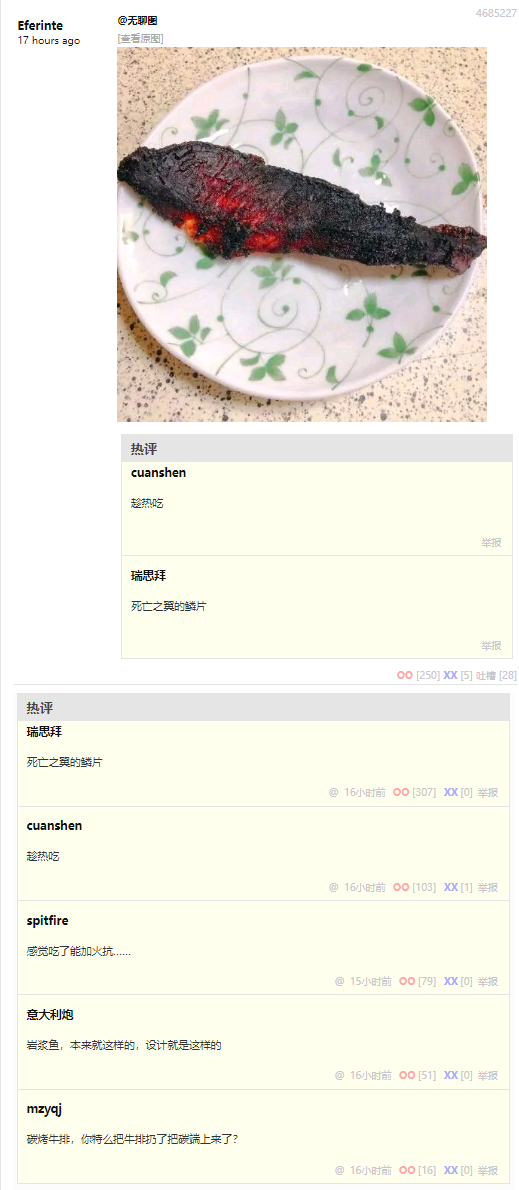 4685227
Eferinte
@无聊图
17 hours ago
[查看原图]
热评
cuanshen
趁热吃
举报
瑞思拜
死亡之翼的鳞片
举报
OO [250] XX [5] 吐槽 [28]
热评
瑞思拜
死亡之翼的鳞片
@ 16小时前 OO [307] XX [0] 举报
cuanshen
趁热吃
@ 16小时前 OO [103] XX [1] 举报
spitfire
感觉吃了能加火抗......
@ 15小时前 OO [79] XX [0] 举报
意大利炮
岩浆鱼，本来就这样的，设计就是这样的
@ 16小时前 OO [51] XX [0] 举报
mzyqj
碳烤牛排，你特么把牛排扔了把碳端上来了？
@ 16小时前 OO [16] XX [0] 举报